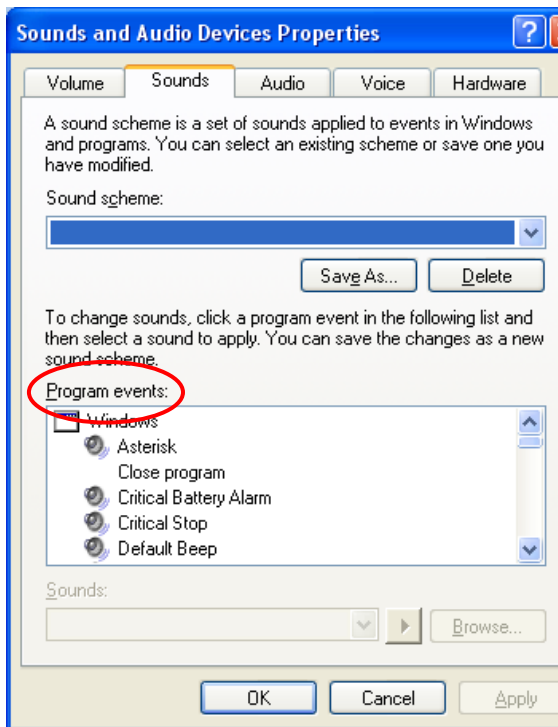 Sounds and Audio Devices Properties ?
Volume Sounds Audio Voice Hardware
A sound scheme is a set of sounds applied to events in Windows
and programs. You can select an existing scheme or save one you
have modified.
Sound scheme:
Save As... Delete
To change sounds, click a program event in the following list and
then select a sound to apply. You can save the changes as a new
sound scheme.
Program events:
Windows
Asterisk
Close program
Critical Battery Alarm
Critical Stop
Default Beep
Sounds:
Browse...
OK Cancel Apply